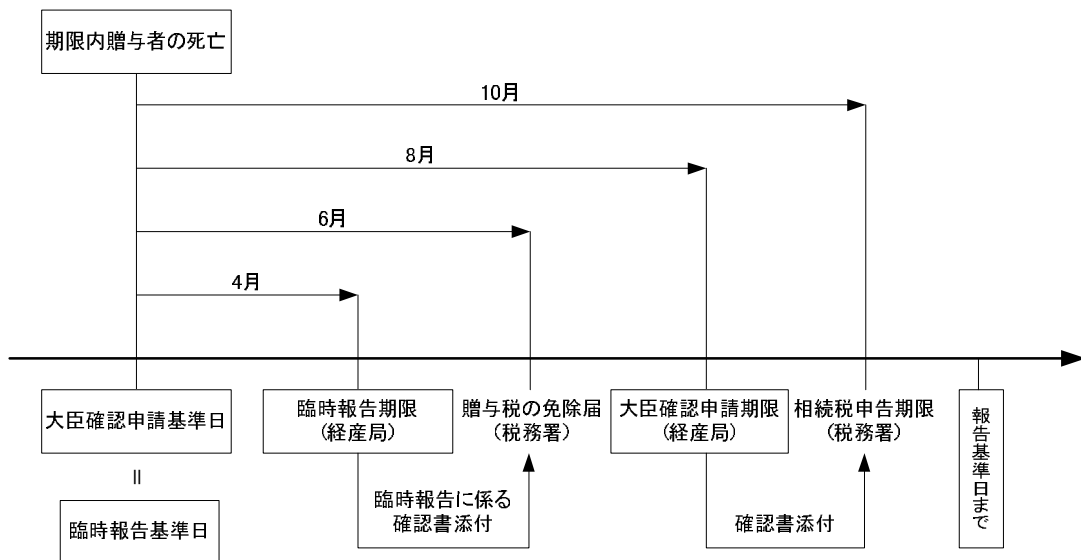 期限内贈与者の死亡
10月
8月
6月
4月
大臣確認申請基準日
=
臨時報告基準日
臨時報告期限
(経産局)
贈与税の免除届
(税務署)
大臣確認申請期限
(経産局)
相続税申告期限
(税務署)
報告基準日まで
臨時報告に係る
確認書添付
確認書添付